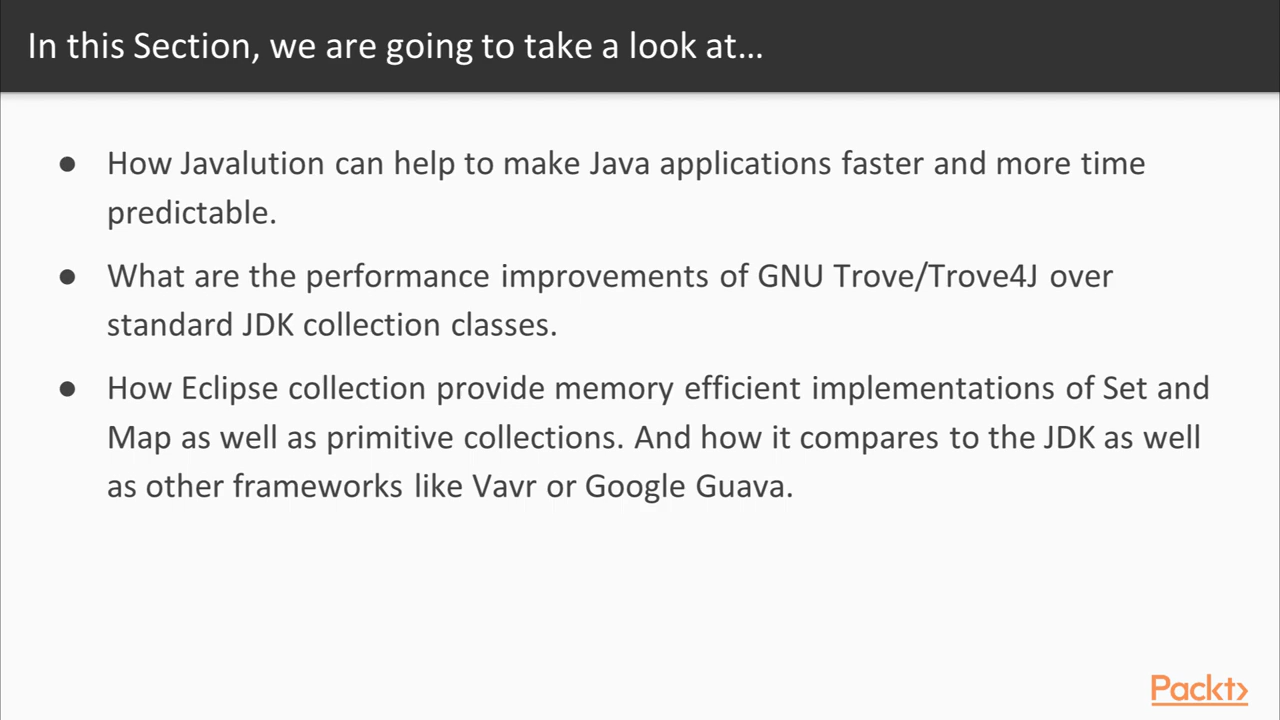 In this Section, we are going to take a look at...
● How Javalution can help to make Java applications faster and more time
predictable.
● What are the performance improvements of GNU Trove/Trove4J over
standard JDK collection classes.
● How Eclipse collection provide memory efficient implementations of Set and
Map as well as primitive collections. And how it compares to the JDK as well
as other frameworks like Vavr or Google Guava.
Packt>